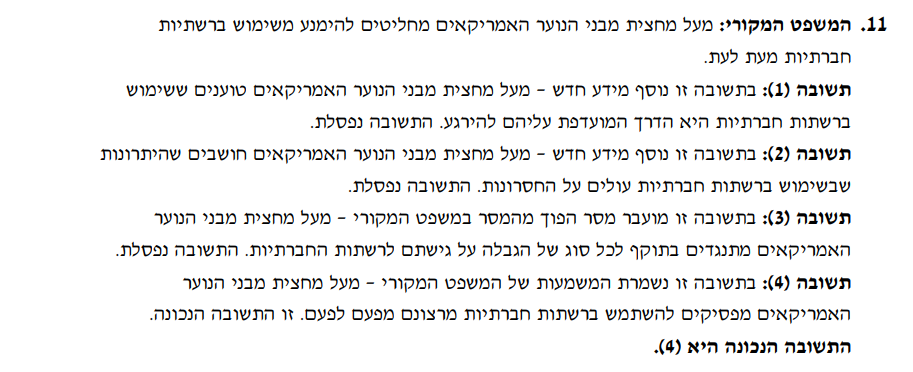 11. המשפט המקורי: מעל מחצית מבני הנוער האמריקאים מחליטים להימנע משימוש ברשתיות
חברתיות מעת לעת.
תשובה (1): בתשובה זו נוסף מידע חדש – מעל מחצית מבני הנוער האמריקאים טוענים ששימוש
ברשתות חברתיות היא הדרך המועדפת עליהם להירגע. התשובה נפסלת.
תשובה (2): בתשובה זו נוסף מידע חדש – מעל מחצית מבני הנוער האמריקאים חושבים שהיתרונות
שבשימוש ברשתות חברתיות עולים על החסרונות. התשובה נפסלת.
תשובה (3): בתשובה זו מועבר מסר הפוך מהמסר במשפט המקורי – מעל מחצית מבני הנוער
האמריקאים מתנגדים בתוקף לכל סוג של הגבלה על גישתם לרשתות החברתיות. התשובה נפסלת.
תשובה (4): בתשובה זו נשמרת המשמעות של המשפט המקורי – מעל מחצית מבני הנוער
האמריקאים מפסיקים להשתמש ברשתות חברתיות מרצונם מפעם לפעם. זו התשובה הנכונה.
התשובה הנכונה היא (4).